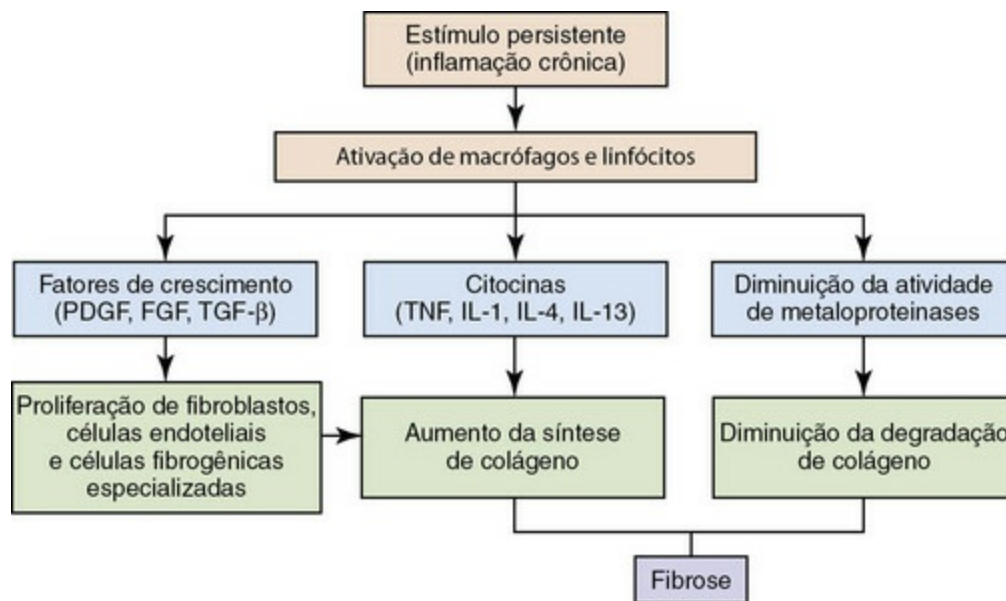 Estímulo persistente
(inflamação crônica)
Ativação de macrófagos e linfócitos
Fatores de crescimento
(PDGF, FGF, TGF-β)
Citocinas
(TNF, IL-1, IL-4, IL-13)
Diminuição da atividade
de metaloproteinases
Proliferação de fibroblastos,
células endoteliais
e células fibrogênicas
especializadas
Aumento da síntese
de colágeno
Diminuição da degradação
de colágeno
Fibrose